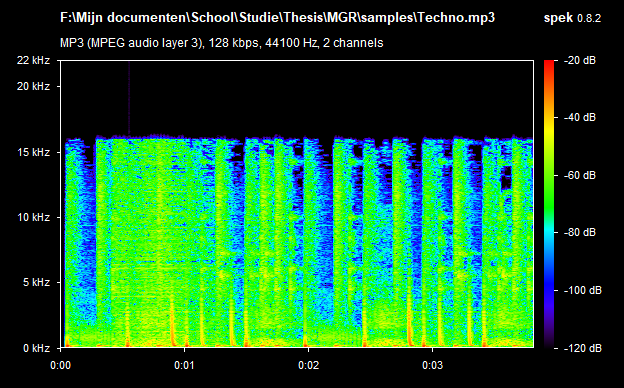 F:\Mijn documenten\School\Studie\Thesis\MGR\samples\Techno.mp3 spek 0.8.2
MP3 (MPEG audio layer 3), 128 kbps, 44100 Hz, 2 channels
22 kHz
20 kHz
15 kHz
10 kHz
5 kHz
0 kHz
0:00 0:01 0:02 0:03
-20 dB
-40 dB
-60 dB
-80 dB
-100 dB
-120 dB